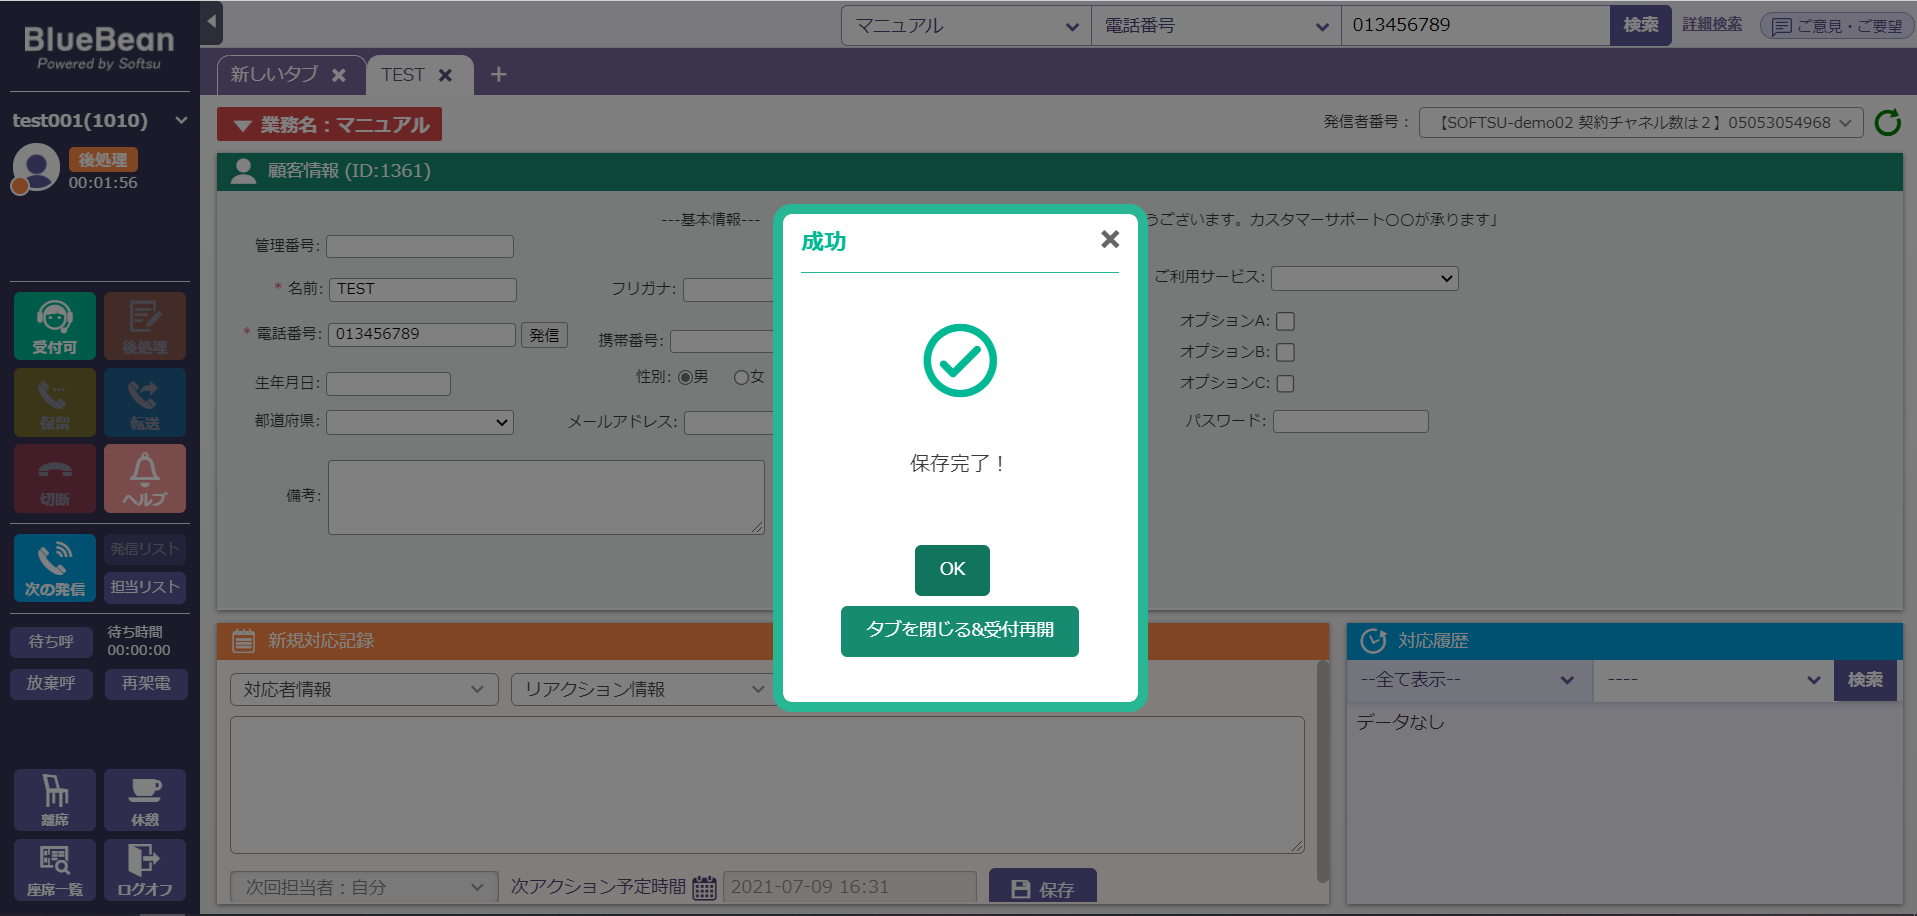 BlueBean
Powered by Softsu
test001(1010)
後処理
00:01:56
受付可
後処理
保留
転送
切断
ヘルプ
次の発信
発信リスト
担当リスト
待ち呼
待ち時間
00:00:00
放棄呼
再架電
離席
休憩
座席一覧
ログオフ
マニュアル
電話番号
013456789
検索
詳細検索
ご意見・ご要望
新しいタブ
TEST
業務名：マニュアル
発信者番号：
【SOFTSU-demo02 契約チャネル数は２】05053054968
顧客情報 (ID:1361)
---基本情報---
うございます。カスタマーサポート〇〇が承ります」
管理番号:
* 名前: TEST
フリガナ:
ご利用サービス:
* 電話番号: 013456789
発信
携帯番号:
オプションA:
オプションB:
生年月日:
性別: 男 女
オプションC:
都道府県:
メールアドレス:
パスワード:
備考:
成功
保存完了！
OK
タブを閉じる&受付再開
新規対応記録
対応者情報
リアクション情報
次回担当者：自分
次アクション予定時間
2021-07-09 16:31
保存
対応履歴
--全て表示--
----
検索
データなし